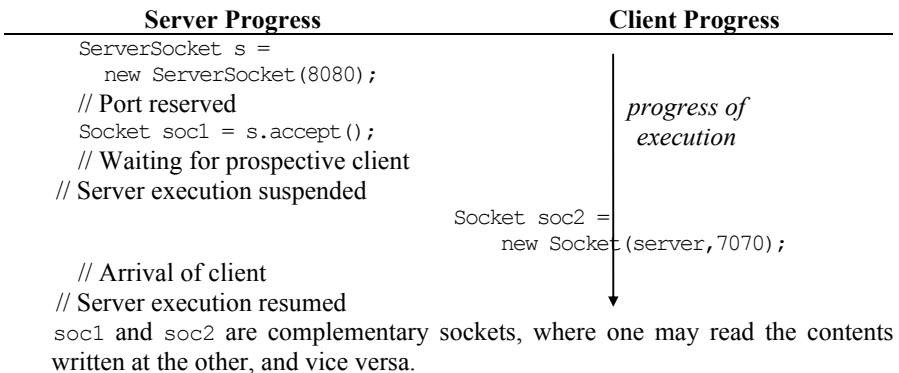 Server Progress Client Progress
ServerSocket s =
new ServerSocket(8080);
// Port reserved
Socket soc1 = s.accept();
// Waiting for prospective client
// Server execution suspended
progress of
execution
Socket soc2 =
new Socket(server,7070);
// Arrival of client
// Server execution resumed
soc1 and soc2 are complementary sockets, where one may read the contents
written at the other, and vice versa.